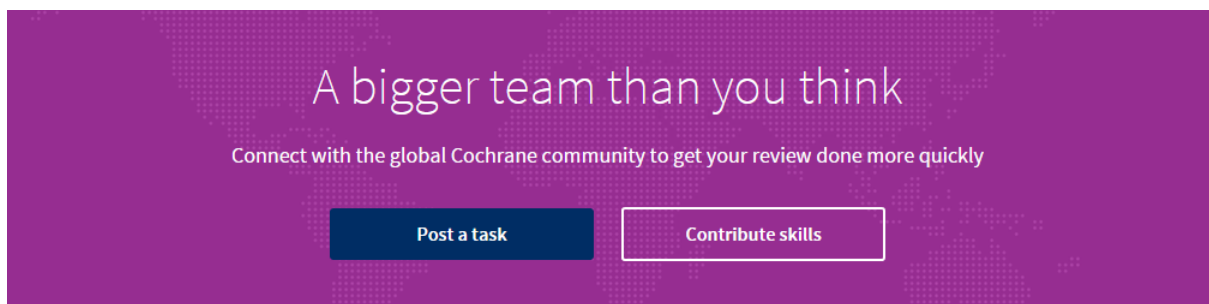 A bigger team than you think
Connect with the global Cochrane community to get your review done more quickly
Post a task
Contribute skills